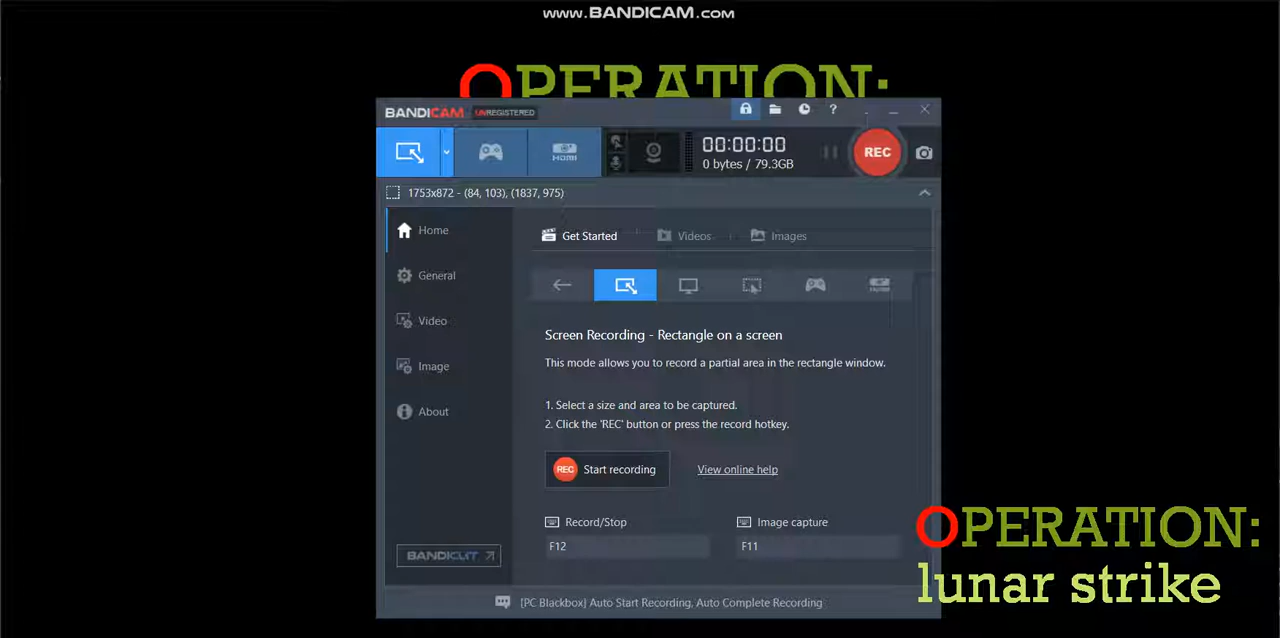 www.BANDICAM.com
OPERATION:
BANDICAM UNREGISTERED
?
HDMI
00:00:00
0 bytes / 79.3GB
REC
1753x872 - (84, 103), (1837, 975)
Home
General
Video
Image
About
BANDICUT
Get Started
Videos
Images
HDMI
Screen Recording - Rectangle on a screen
This mode allows you to record a partial area in the rectangle window.
1. Select a size and area to be captured.
2. Click the 'REC' button or press the record hotkey.
REC Start recording
View online help
Record/Stop
Image capture
F12
F11
[PC Blackbox] Auto Start Recording, Auto Complete Recording
OPERATION:
lunar strike